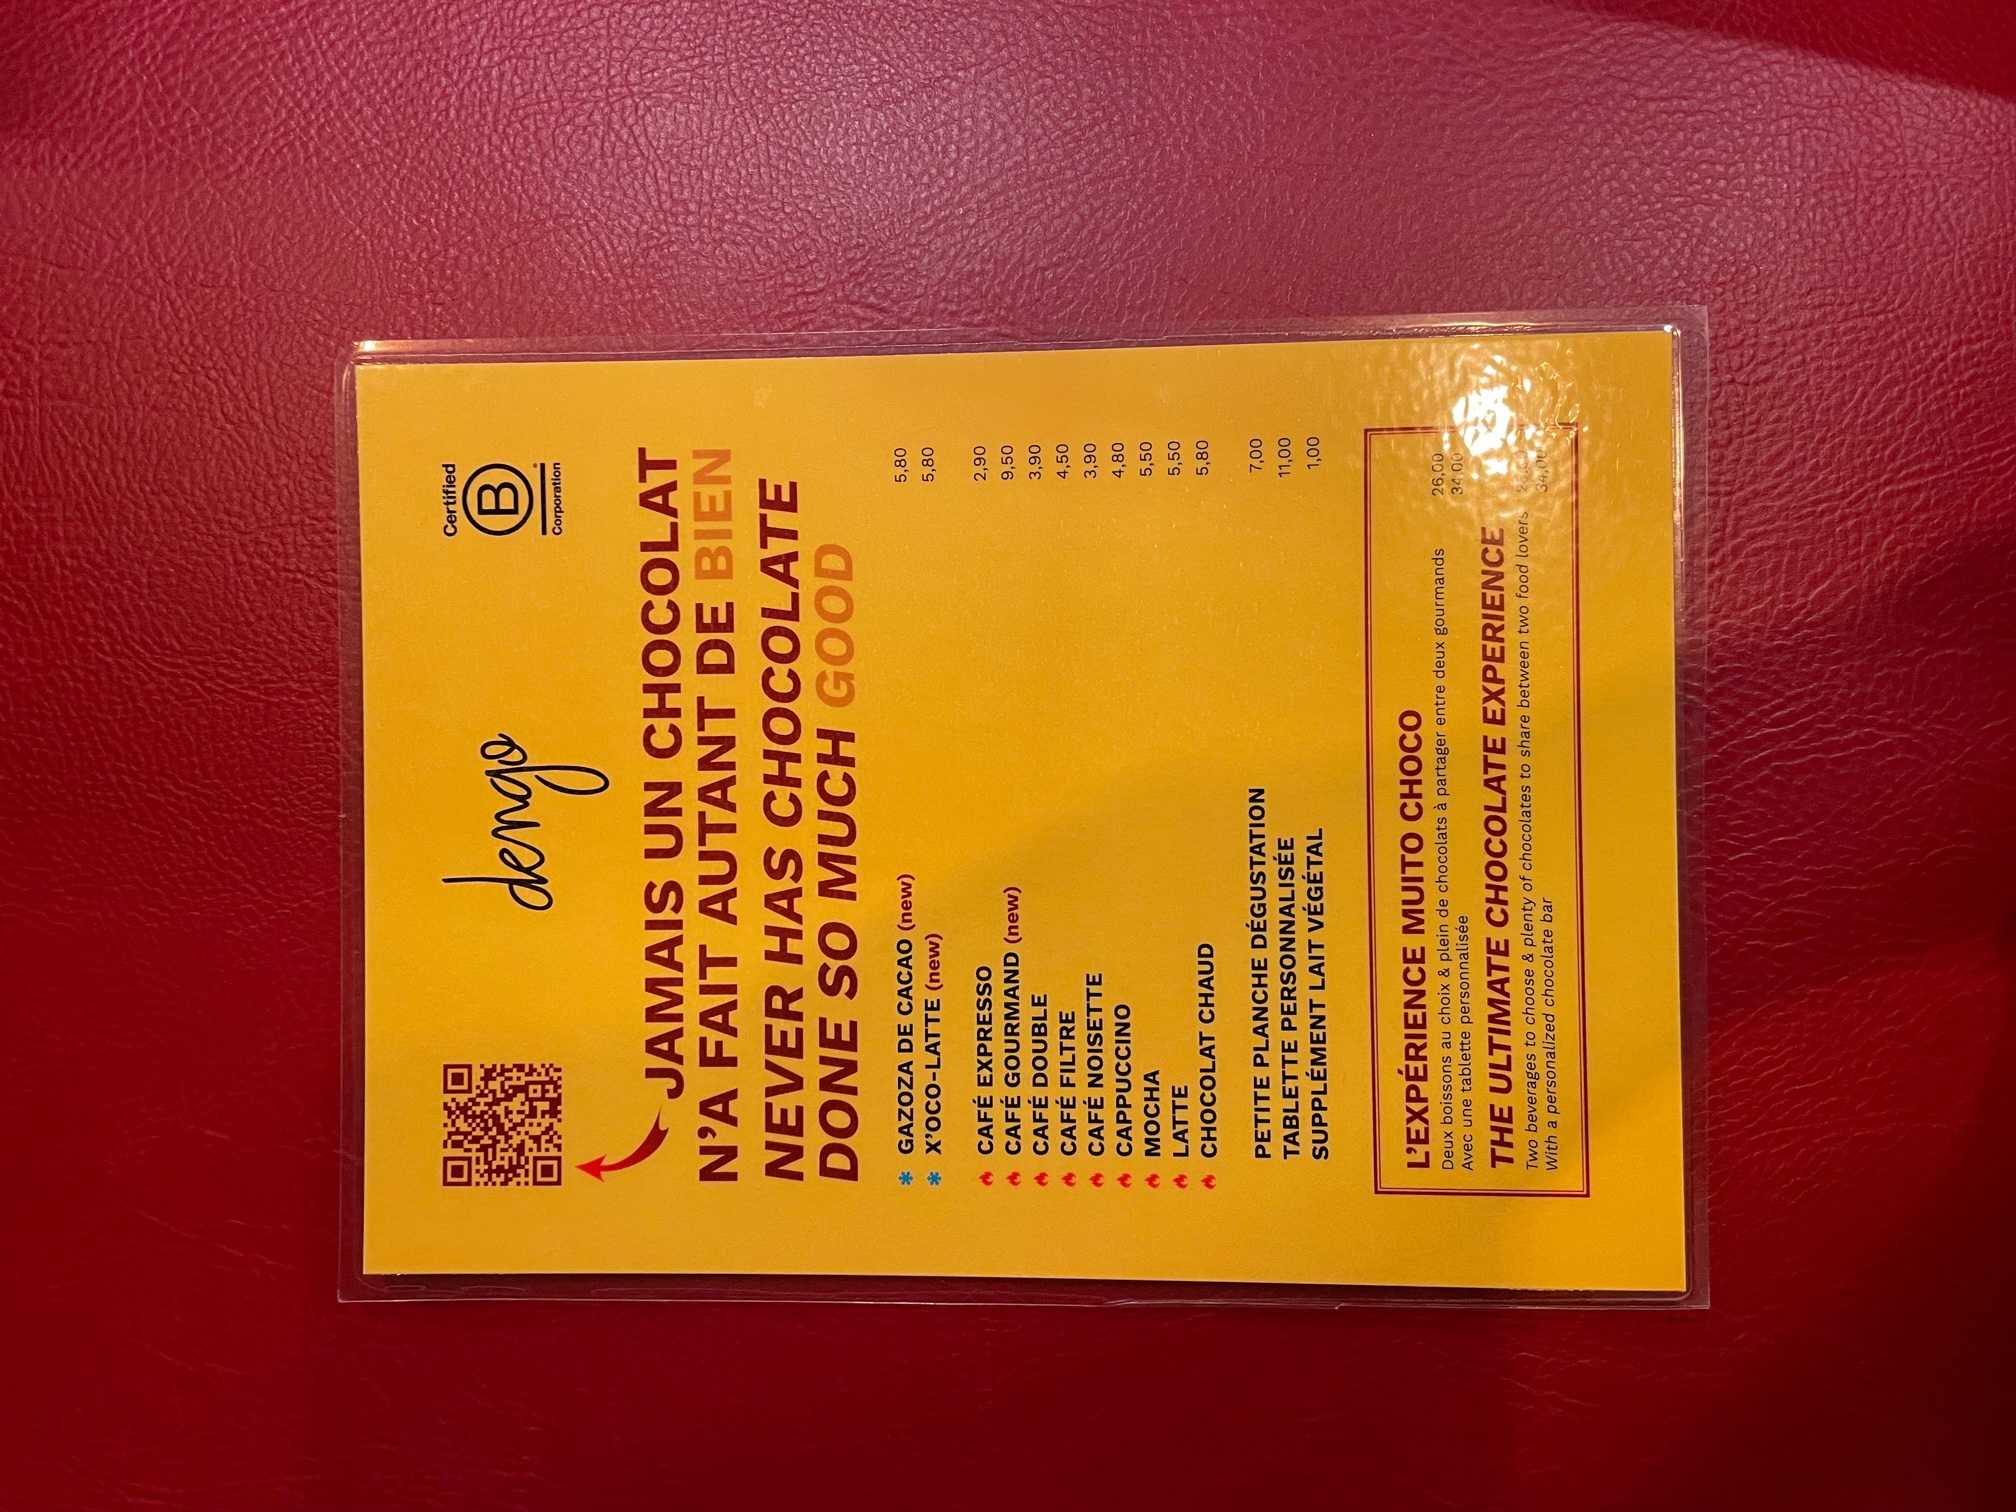 dengo
Certified
B
Corporation
JAMAIS UN CHOCOLAT
N'A FAIT AUTANT DE BIEN
NEVER HAS CHOCOLATE
DONE SO MUCH GOOD
GAZOZA DE CACAO (new) 5,80
X'OCO-LATTE (new) 5,80
CAFÉ EXPRESSO 2,90
CAFÉ GOURMAND (new) 9,50
CAFÉ DOUBLE 3,90
CAFÉ FILTRE 4,50
CAFÉ NOISETTE 3,90
CAPPUCCINO 4,80
MOCHA 5,50
LATTE 5,50
CHOCOLAT CHAUD 5,80
PETITE PLANCHE DÉGUSTATION 7,00
TABLETTE PERSONNALISÉE 11,00
SUPPLÉMENT LAIT VÉGÉTAL 1,00
L'EXPÉRIENCE MUITO CHOCO
Deux boissons au choix & plein de chocolats à partager entre deux gourmands 26,00
Avec une tablette personnalisée 34,00
THE ULTIMATE CHOCOLATE EXPERIENCE
Two beverages to choose & plenty of chocolates to share between two food lovers
With a personalized chocolate bar 34,00